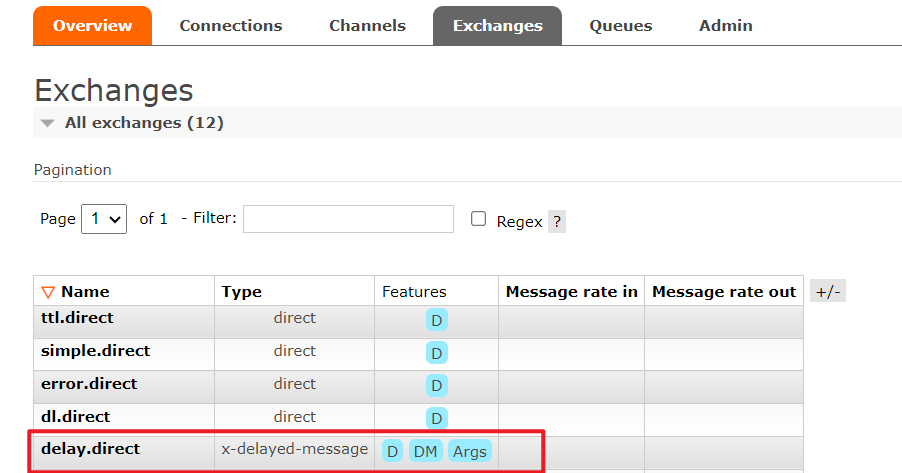 Overview Connections Channels Exchanges Queues Admin
Exchanges
All exchanges (12)
Pagination
Page 1 of 1 - Filter: Regex ?
Name Type Features Message rate in Message rate out +/-
ttl.direct direct D
simple.direct direct D
error.direct direct D
dl.direct direct D
delay.direct x-delayed-message D DM Args